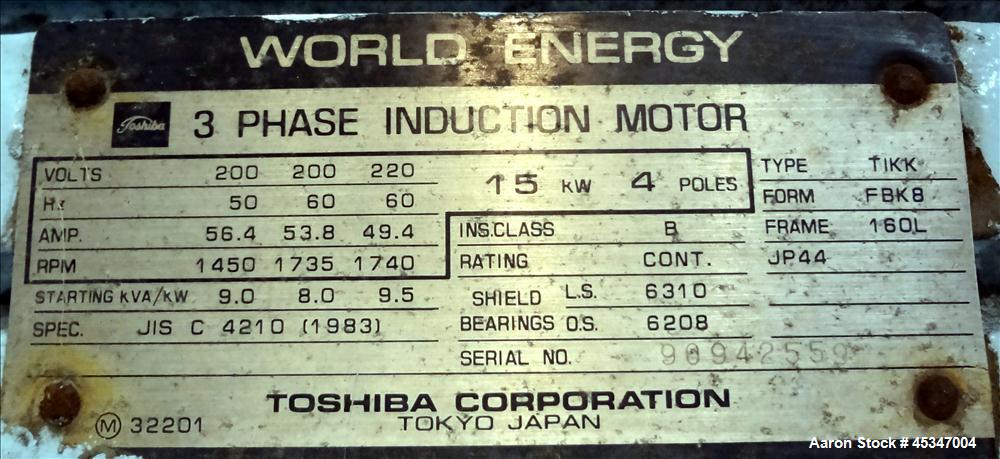 WORLD ENERGY
Toshiba 3 PHASE INDUCTION MOTOR
VOLTS 200 200 220
Hz 50 60 60
AMP. 56.4 53.8 49.4
RPM 1450 1735 1740
15 KW 4 POLES
STARTING KVA/KW 9.0 8.0 9.5
SPEC. JIS C 4210 (1983)
INS.CLASS B
RATING CONT.
SHIELD BEARINGS L.S. 6310
O.S. 6208
SERIAL NO.
TYPE TIKK
FORM FBK8
FRAME 160L
JP44
TOSHIBA CORPORATION
TOKYO JAPAN
M 32201
Aaron Stock # 45347004